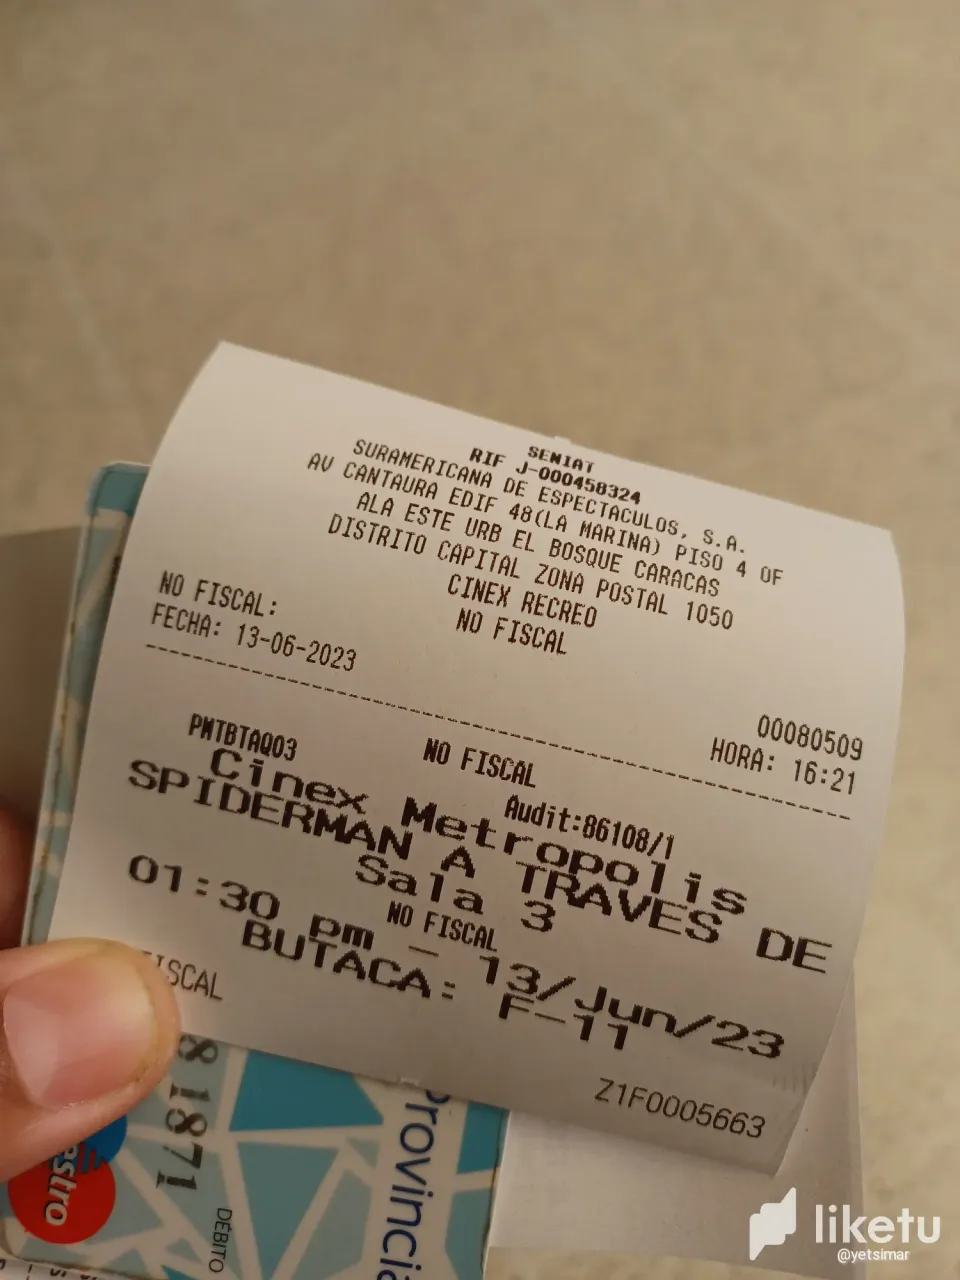 SENIAT
RIF J-000458324
SURAMERICANA DE ESPECTACULOS, S.A.
AV CANTAURA EDIF 48(LA MARINA) PISO 4 OF
ALA ESTE URB EL BOSQUE CARACAS
DISTRITO CAPITAL ZONA POSTAL 1050
CINEX RECREO
NO FISCAL
NO FISCAL: 00080509
FECHA: 13-06-2023 HORA: 16:21
NO FISCAL
PMTBTAQ03 Audit:86108/1
Cinex Metropolis
SPIDERMAN A TRAVES DE
Sala 3
NO FISCAL
01:30 pm _ 13/Jun/23
BUTACA: F-11
FISCAL
Z1F0005663
81871
DÉBITO
Provincia
estro
liketu
@yetsimar